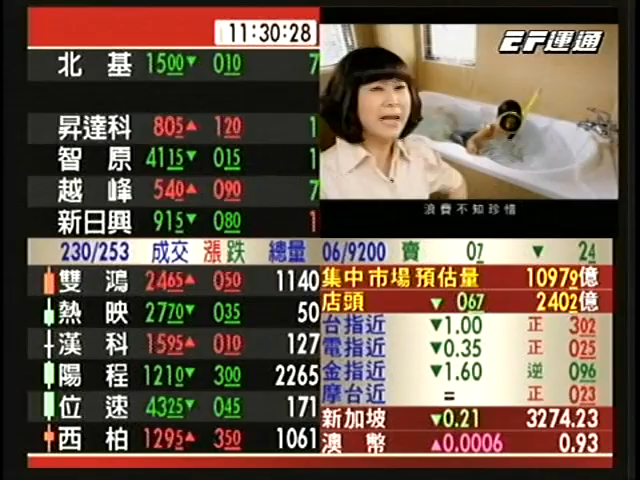 11:30:28
EF運通
北基 1500▼ 010 7
昇達科 805▲ 120 1
智原 4115▼ 015 1
越峰 540▲ 090 7
新日興 915▼ 080 1
浪費不知珍惜
230/253 成交 漲跌 總量
06/9200 賣 07 ▼ 24
雙鴻 2465▲ 050 1140
熱映 2770▼ 035 50
漢科 1595▲ 010 127
陽程 1210▼ 300 2265
位速 4325▼ 045 171
西柏 1295▲ 350 1061
集中市場預估量 10979億
店頭 ▼ 067 2402億
台指近 ▼1.00 正 302
電指近 ▼0.35 正 025
金指近 ▼1.60 逆 096
摩台近 = 正 023
新加坡 ▼0.21 3274.23
澳幣 ▲0.0006 0.93